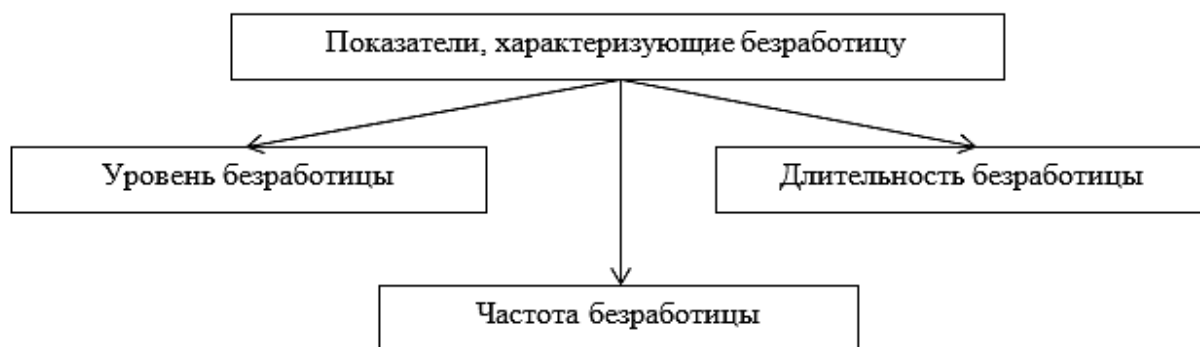 Показатели, характеризующие безработицу
Уровень безработицы
Длительность безработицы
Частота безработицы